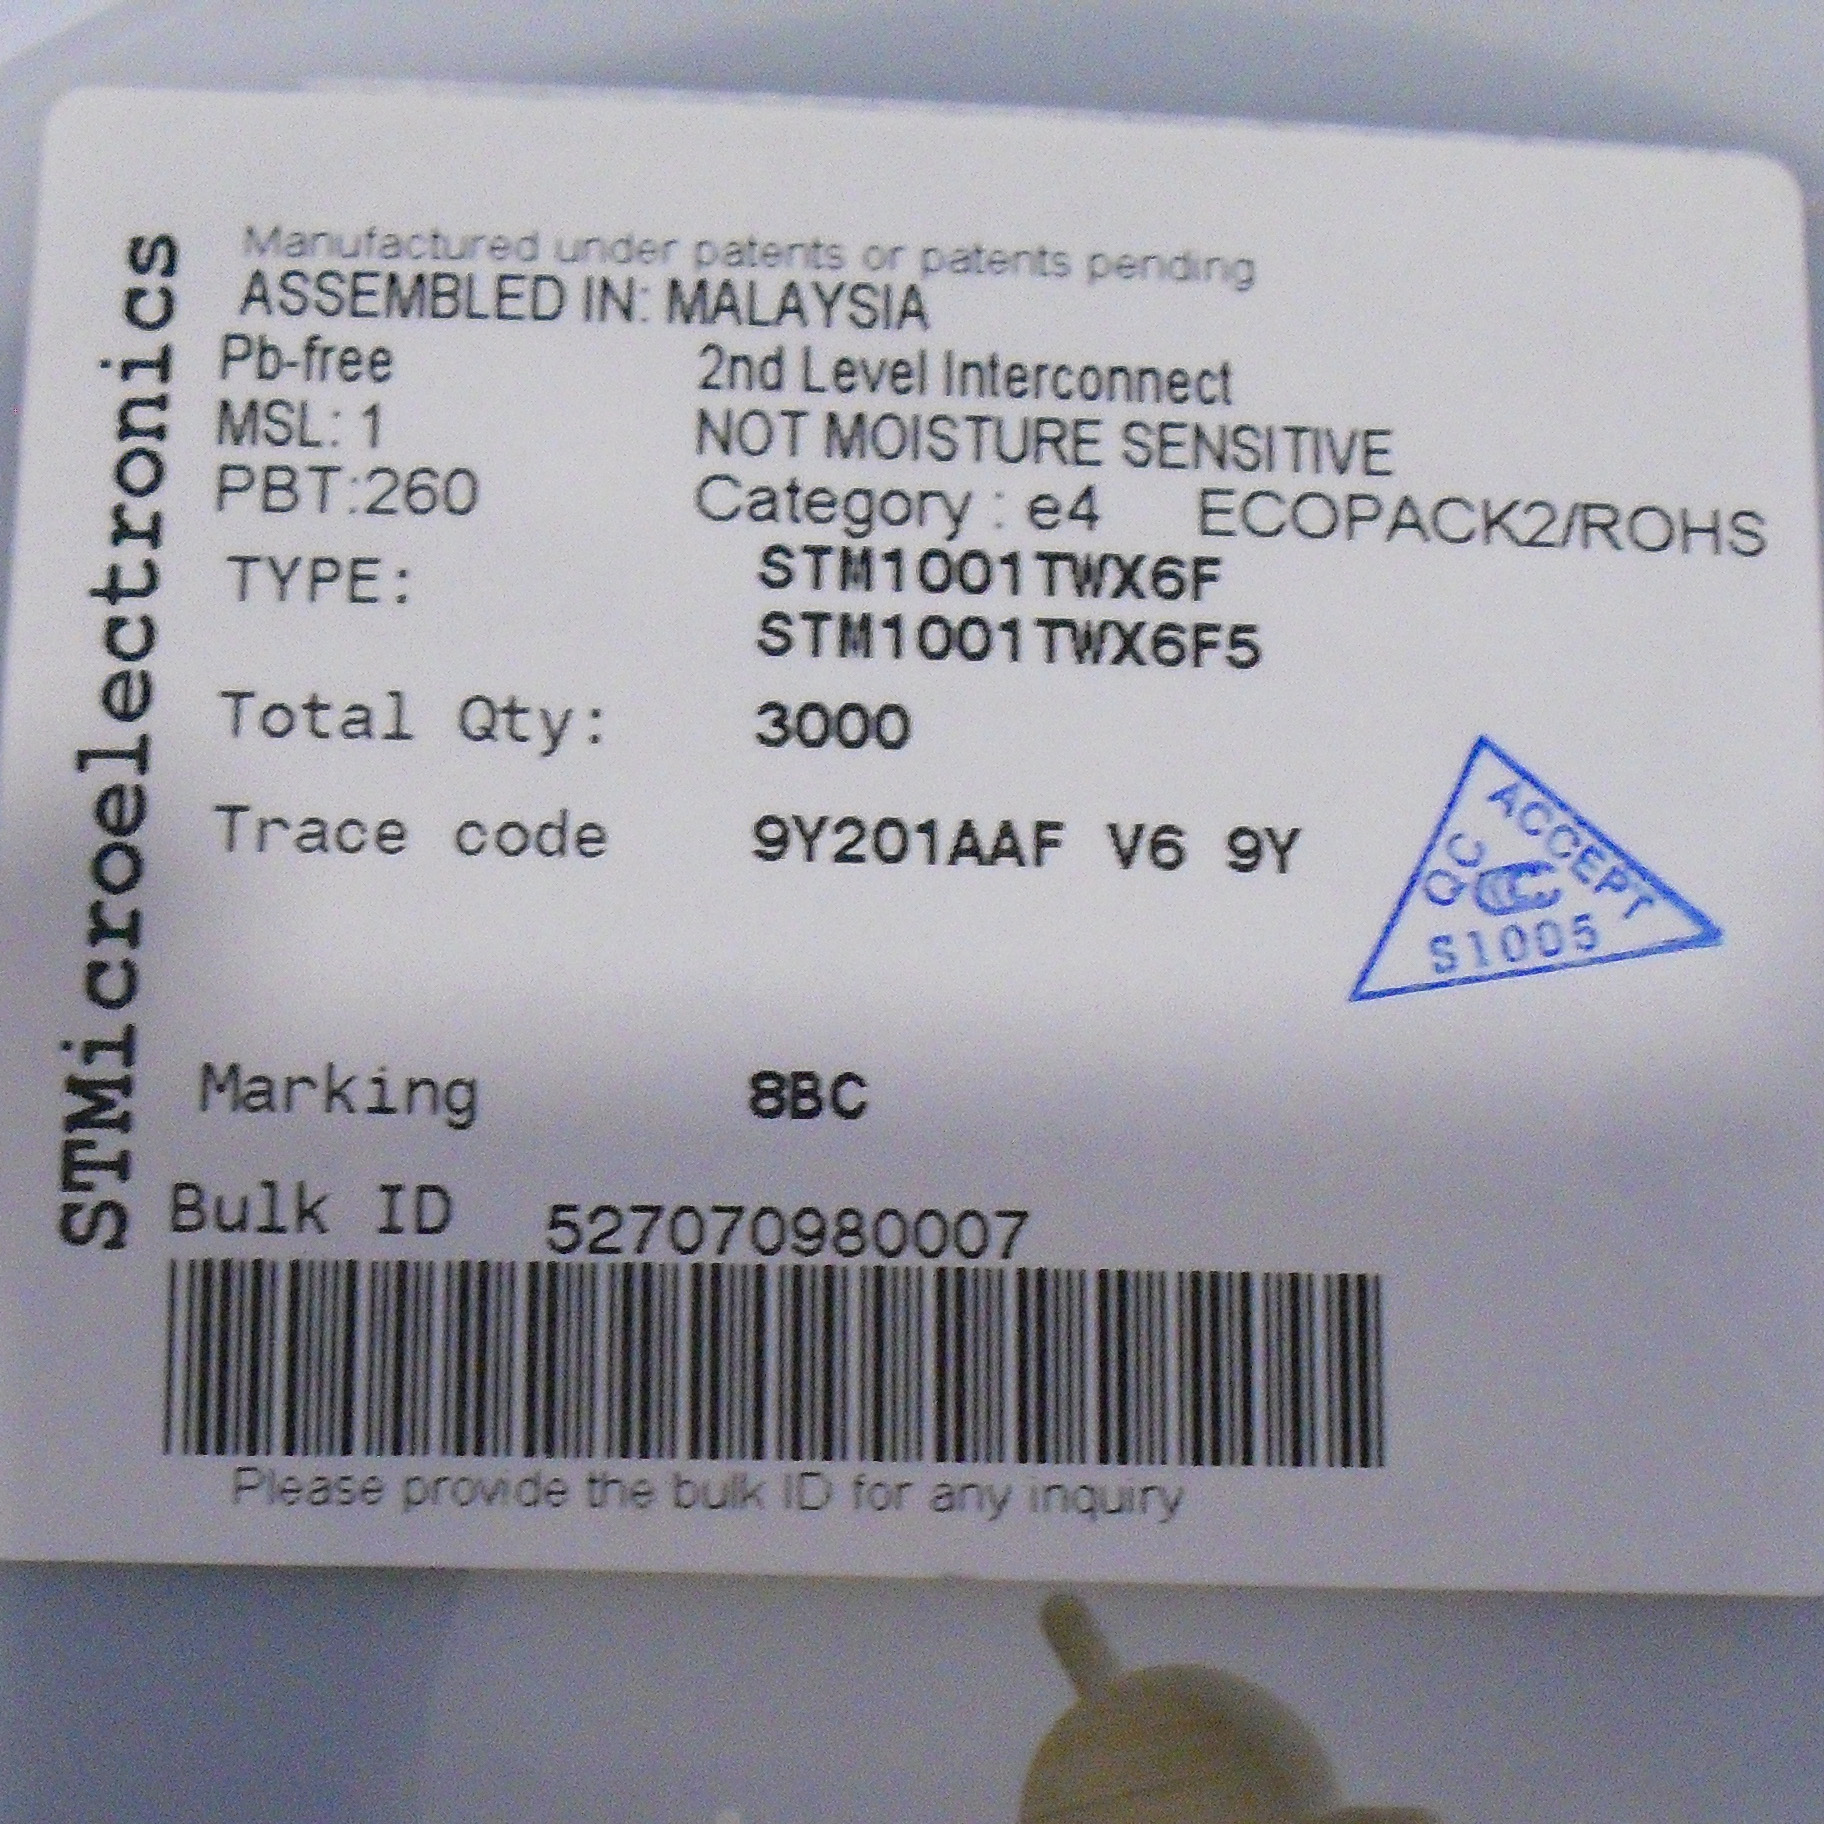 STMicroelectronics
Manufactured under patents or patents pending
ASSEMBLED IN: MALAYSIA
Pb-free 2nd Level Interconnect
MSL: 1 NOT MOISTURE SENSITIVE
PBT:260 Category : e4 ECOPACK2/ROHS
TYPE: STM1001TWX6F
STM1001TWX6F5
Total Qty: 3000
Trace code 9Y201AAF V6 9Y
ACCEPT
QC
S1005
Marking 8BC
Bulk ID 527070980007
Please provide the bulk ID for any inquiry